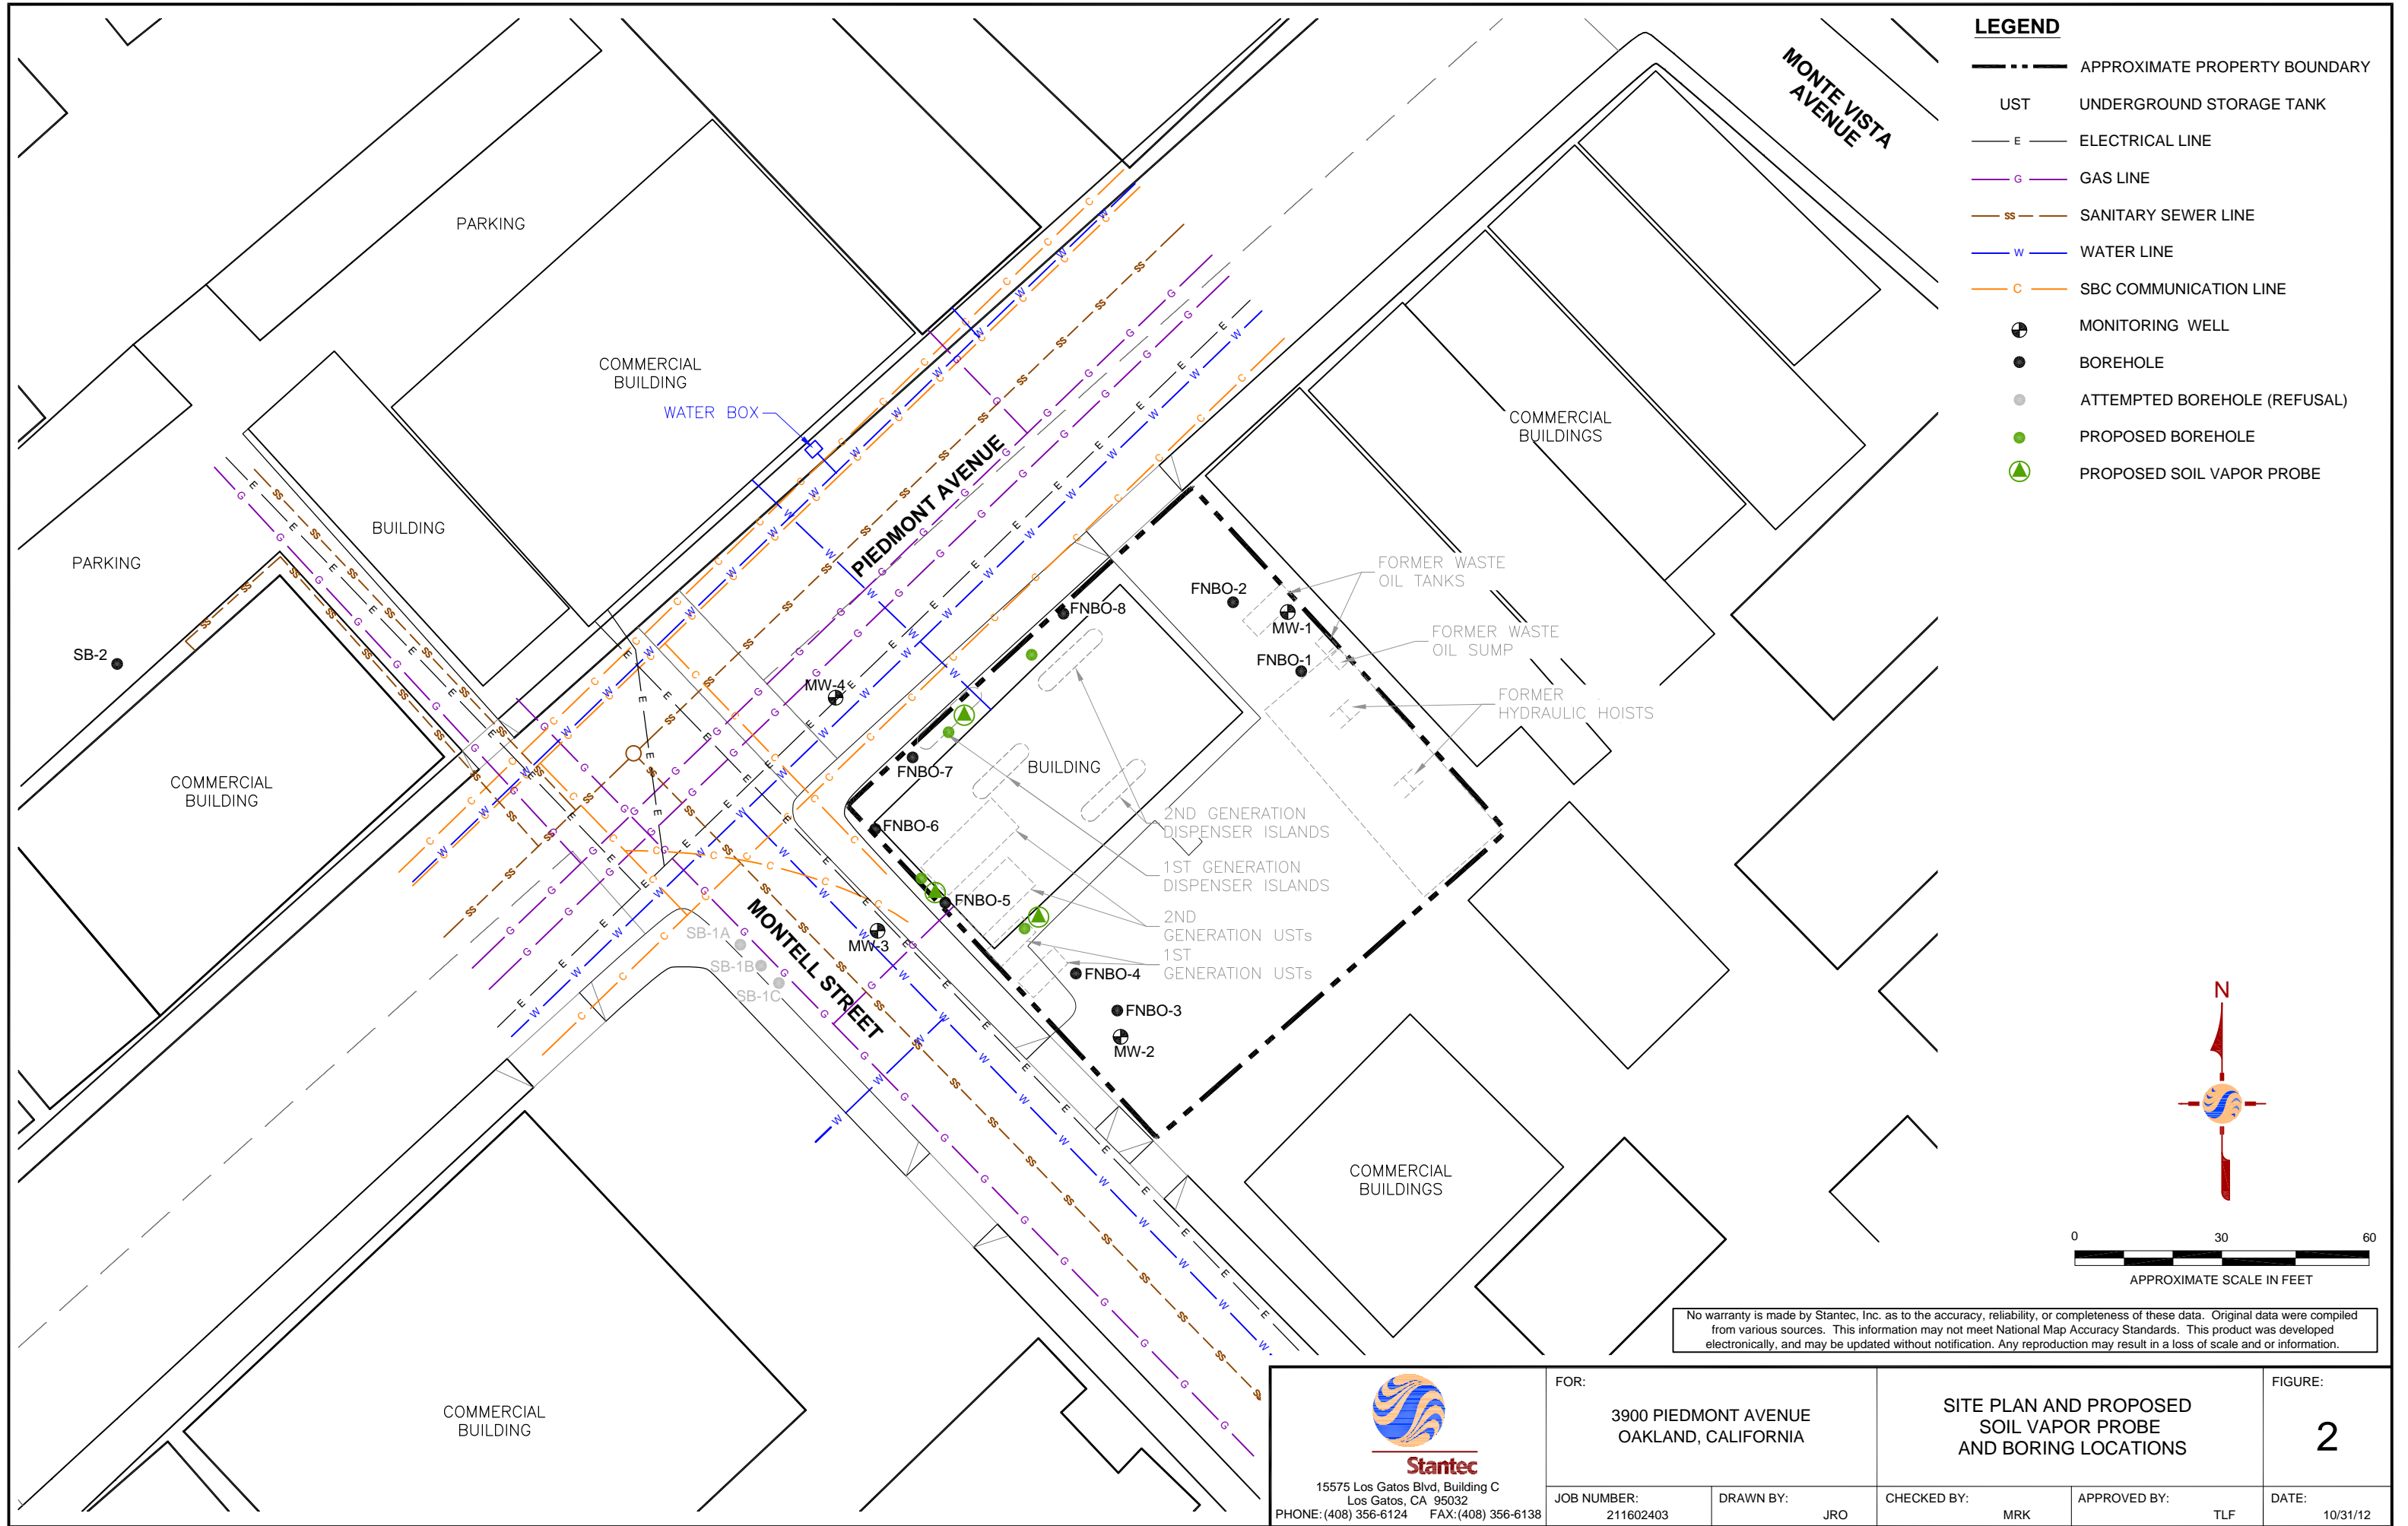 LEGEND
APPROXIMATE PROPERTY BOUNDARY
UST UNDERGROUND STORAGE TANK
E ELECTRICAL LINE
G GAS LINE
SS SANITARY SEWER LINE
W WATER LINE
C SBC COMMUNICATION LINE
MONITORING WELL
BOREHOLE
ATTEMPTED BOREHOLE (REFUSAL)
PROPOSED BOREHOLE
PROPOSED SOIL VAPOR PROBE
MONTE VISTA
AVENUE
PARKING
COMMERCIAL
BUILDING
WATER BOX
PIEDMONT AVENUE
COMMERCIAL
BUILDINGS
BUILDING
PARKING
SB-2
COMMERCIAL
BUILDING
FNBO-8
FNBO-2
MW-1
FNBO-1
FORMER WASTE
OIL TANKS
FORMER WASTE
OIL SUMP
FORMER
HYDRAULIC HOISTS
MW-4
FNBO-7
BUILDING
FNBO-6
2ND GENERATION
DISPENSER ISLANDS
1ST GENERATION
DISPENSER ISLANDS
FNBO-5
2ND
GENERATION USTs
1ST
GENERATION USTs
MW-3
MONTELL STREET
SB-1A
SB-1B
SB-1C
FNBO-4
FNBO-3
MW-2
COMMERCIAL
BUILDINGS
COMMERCIAL
BUILDING
N
0 30 60
APPROXIMATE SCALE IN FEET
No warranty is made by Stantec, Inc. as to the accuracy, reliability, or completeness of these data. Original data were compiled
from various sources. This information may not meet National Map Accuracy Standards. This product was developed
electronically, and may be updated without notification. Any reproduction may result in a loss of scale and or information.
Stantec
15575 Los Gatos Blvd, Building C
Los Gatos, CA 95032
PHONE: (408) 356-6124 FAX: (408) 356-6138
FOR:
3900 PIEDMONT AVENUE
OAKLAND, CALIFORNIA
SITE PLAN AND PROPOSED
SOIL VAPOR PROBE
AND BORING LOCATIONS
FIGURE:
2
JOB NUMBER:
211602403
DRAWN BY:
JRO
CHECKED BY:
MRK
APPROVED BY:
TLF
DATE:
10/31/12